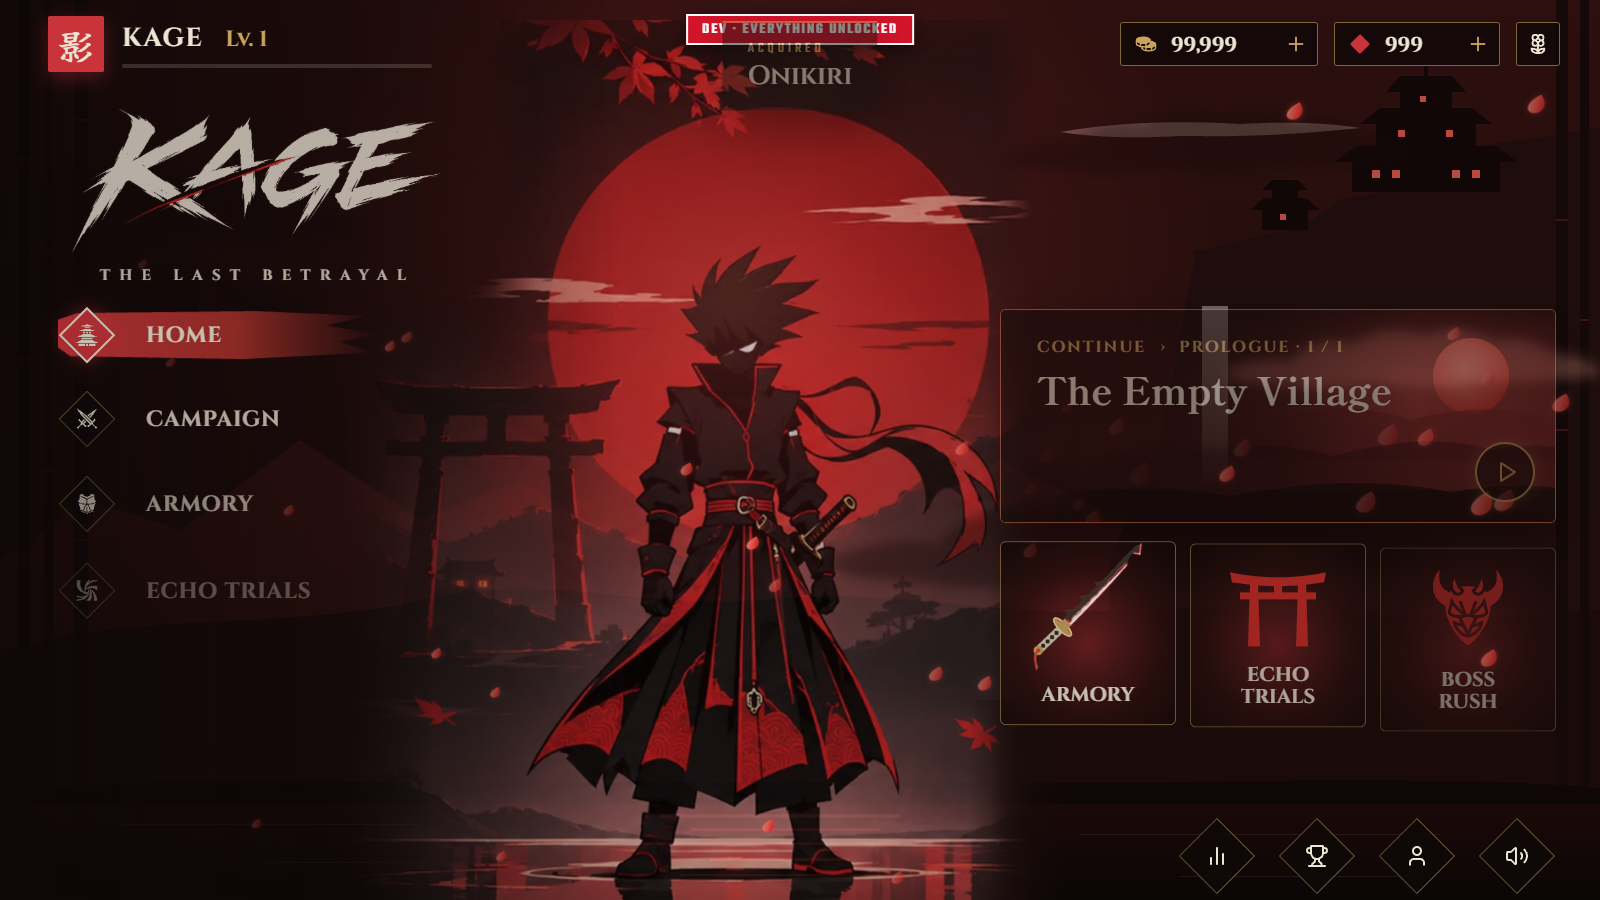 影
KAGE Lv. 1
DEV · EVERYTHING UNLOCKED
ACQUIRED
ONIKIRI
99,999
999
KAGE
THE LAST BETRAYAL
HOME
CAMPAIGN
ARMORY
ECHO TRIALS
CONTINUE › PROLOGUE · 1 / 1
The Empty Village
ARMORY
ECHO
TRIALS
BOSS
RUSH